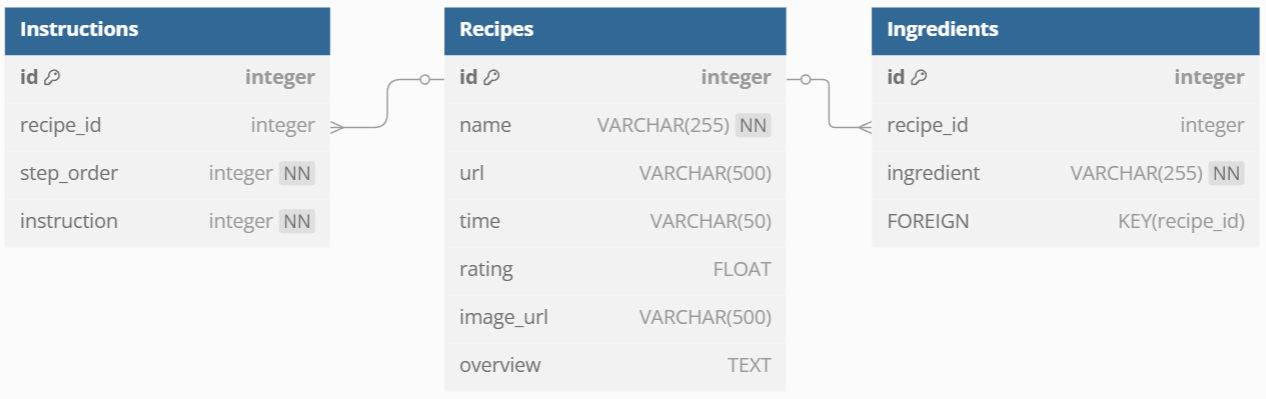 Instructions
id integer
recipe_id integer
step_order integer NN
instruction integer NN
Recipes
id integer
name VARCHAR(255) NN
url VARCHAR(500)
time VARCHAR(50)
rating FLOAT
image_url VARCHAR(500)
overview TEXT
Ingredients
id integer
recipe_id integer
ingredient VARCHAR(255) NN
FOREIGN KEY(recipe_id)